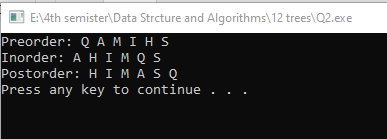 E:\4th semister\Data Strcture and Algorithms\12 trees\Q2.exe
Preorder: Q A M I H S
Inorder: A H I M Q S
Postorder: H I M A S Q
Press any key to continue . . .